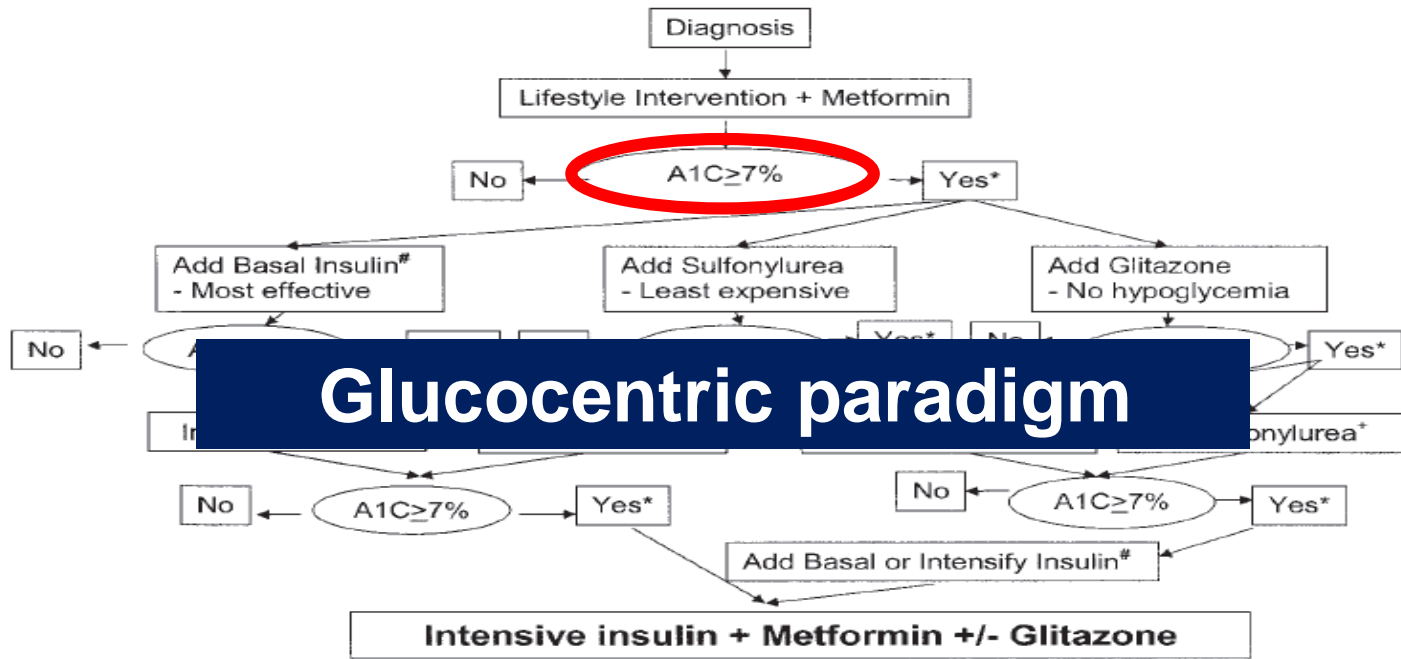 Diagnosis
Lifestyle Intervention + Metformin
No
A1C≥7%
Yes*
Add Basal Insulin#
- Most effective
Add Sulfonylurea
- Least expensive
Add Glitazone
- No hypoglycemia
No
Yes*
No
Yes*
Glucocentric paradigm
No
A1C≥7%
Yes*
No
A1C≥7%
Yes*
Add Basal or Intensify Insulin#
Intensive insulin + Metformin +/- Glitazone